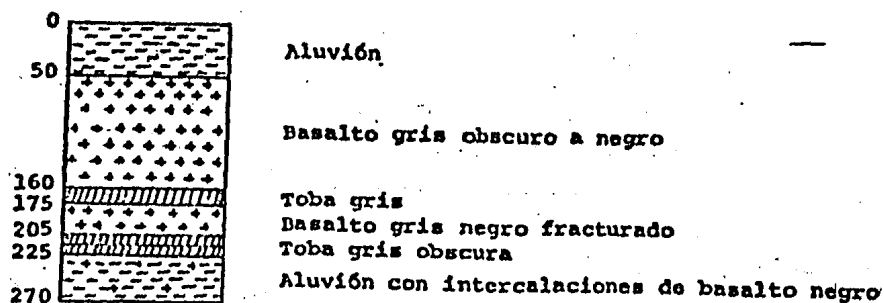 0
Aluvión
50
Basalto gris obscuro a negro
160
Toba gris
175
Basalto gris negro fracturado
205
Toba gris obscura
225
Aluvión con intercalaciones de basalto negro
270